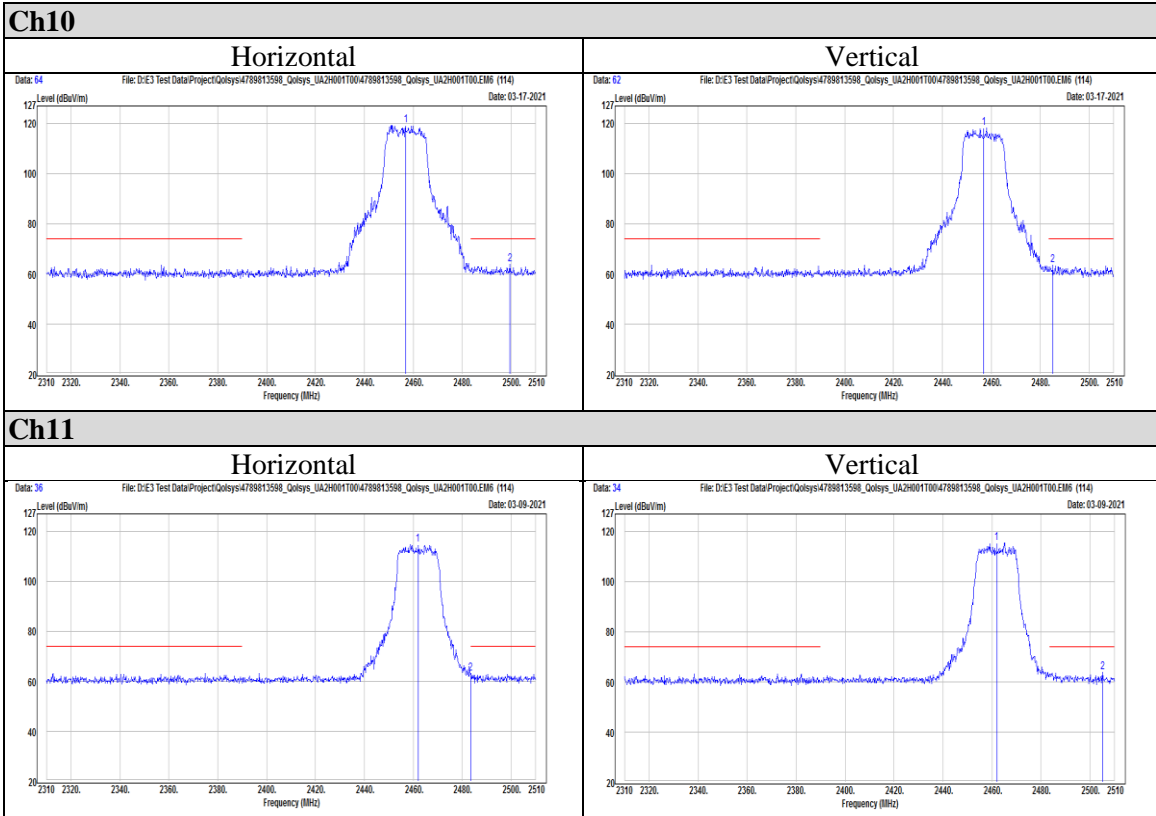 Ch10
Horizontal
Vertical
Data: 64 File: D:\E3 Test Data\Project\Qolsys\4789813598_Qolsys_UA2H001T00\4789813598_Qolsys_UA2H001T00.EM6 (114)
127 Level (dBuV/m) Date: 03-17-2021
120
100
80
60
40
20
1
2
2310 2320. 2340. 2360. 2380. 2400. 2420. 2440. 2460. 2480. 2500. 2510
Frequency (MHz)
Data: 62 File: D:\E3 Test Data\Project\Qolsys\4789813598_Qolsys_UA2H001T00\4789813598_Qolsys_UA2H001T00.EM6 (114)
127 Level (dBuV/m) Date: 03-17-2021
120
100
80
60
40
20
1
2
2310 2320. 2340. 2360. 2380. 2400. 2420. 2440. 2460. 2480. 2500. 2510
Frequency (MHz)
Ch11
Horizontal
Vertical
Data: 36 File: D:\E3 Test Data\Project\Qolsys\4789813598_Qolsys_UA2H001T00\4789813598_Qolsys_UA2H001T00.EM6 (114)
127 Level (dBuV/m) Date: 03-09-2021
120
100
80
60
40
20
1
2
2310 2320. 2340. 2360. 2380. 2400. 2420. 2440. 2460. 2480. 2500. 2510
Frequency (MHz)
Data: 34 File: D:\E3 Test Data\Project\Qolsys\4789813598_Qolsys_UA2H001T00\4789813598_Qolsys_UA2H001T00.EM6 (114)
127 Level (dBuV/m) Date: 03-09-2021
120
100
80
60
40
20
1
2
2310 2320. 2340. 2360. 2380. 2400. 2420. 2440. 2460. 2480. 2500. 2510
Frequency (MHz)